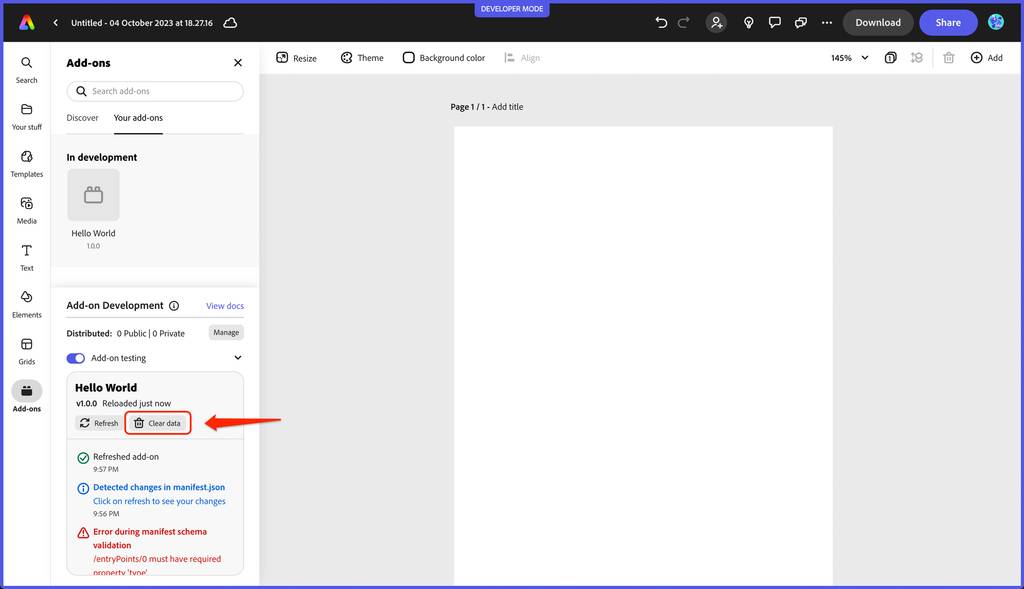 DEVELOPER MODE
Untitled - 04 October 2023 at 18.27.16
Download
Share
Search
Your stuff
Templates
Media
Text
Elements
Grids
Add-ons
Add-ons
Search add-ons
Discover
Your add-ons
In development
Hello World
1.0.0
Add-on Development
View docs
Distributed: 0 Public | 0 Private
Manage
Add-on testing
Hello World
v1.0.0 Reloaded just now
Refresh
Clear data
Refreshed add-on
9:57 PM
Detected changes in manifest.json
Click on refresh to see your changes
9:56 PM
Error during manifest schema
validation
/entryPoints/0 must have required
property 'type'
Resize
Theme
Background color
Align
145%
1
Add
Page 1 / 1 - Add title